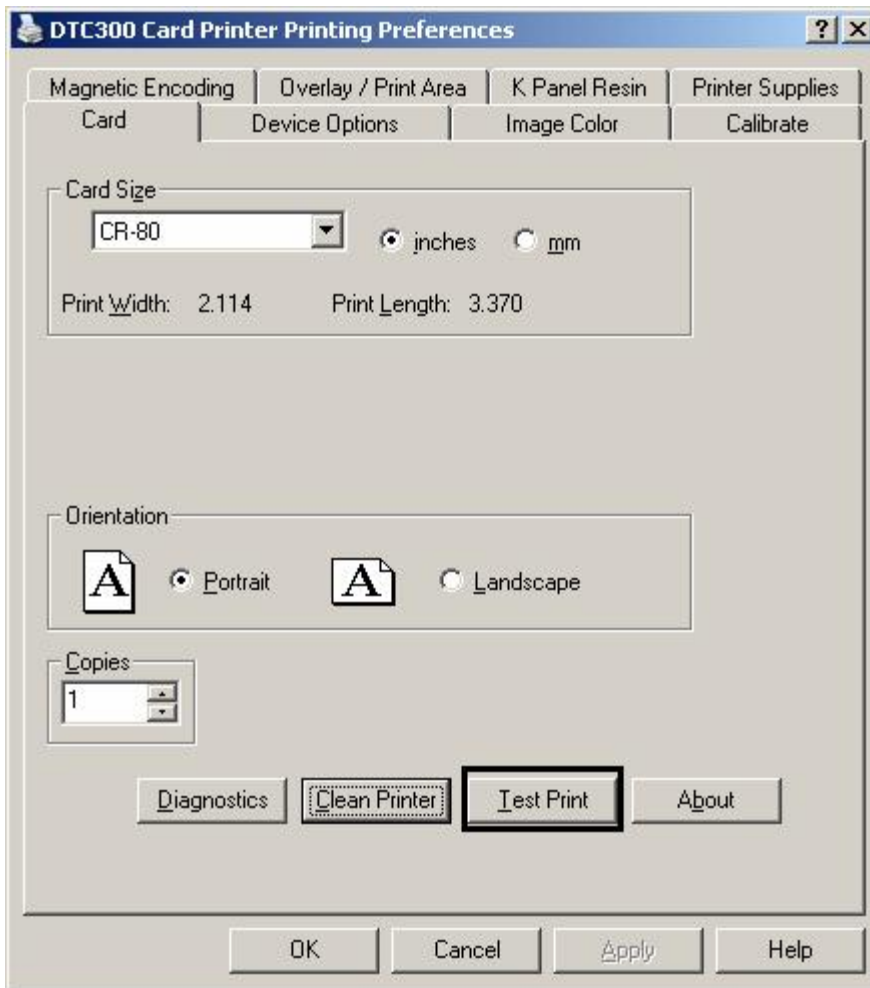 DTC300 Card Printer Printing Preferences ? X
Magnetic Encoding Overlay / Print Area K Panel Resin Printer Supplies
Card Device Options Image Color Calibrate
Card Size
CR-80 inches mm
Print Width: 2.114 Print Length: 3.370
Orientation
A Portrait A Landscape
Copies
1
Diagnostics Clean Printer Test Print About
OK Cancel Apply Help